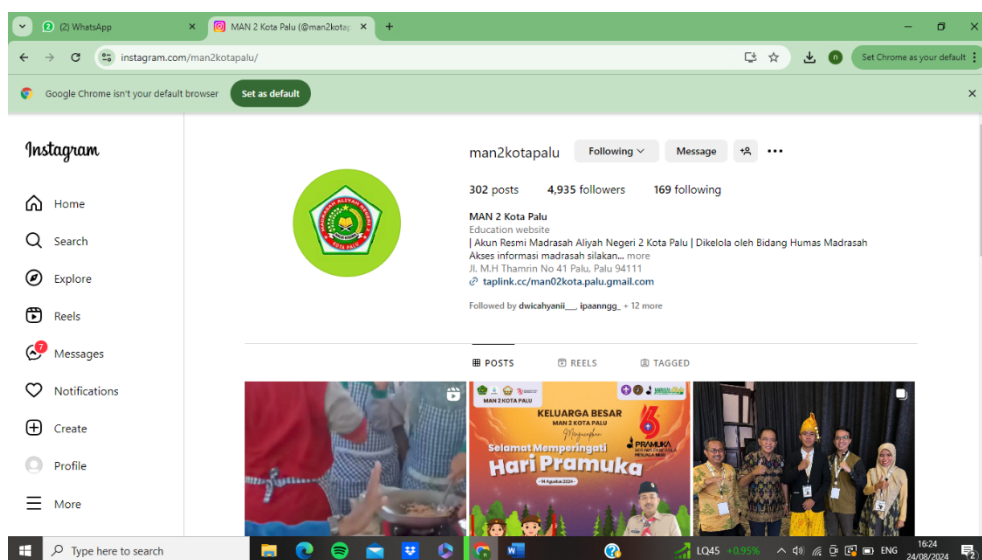 (2) WhatsApp
MAN 2 Kota Palu (@man2kotap
instagram.com/man2kotapalu/
Set Chrome as your default
Google Chrome isn't your default browser
Set as default
Instagram
Home
Search
Explore
Reels
7
Messages
Notifications
Create
Profile
More
man2kotapalu
Following
Message
302 posts 4,935 followers 169 following
MAN 2 Kota Palu
Education website
| Akun Resmi Madrasah Aliyah Negeri 2 Kota Palu | Dikelola oleh Bidang Humas Madrasah
Akses informasi madrasah silakan... more
Jl. M.H Thamrin No 41 Palu, Palu 94111
taplink.cc/man02kota.palu.gmail.com
Followed by dwicahyanii___, ipaanngg_ + 12 more
POSTS REELS TAGGED
MAN 2 KOTA PALU
KELUARGA BESAR
MAN 2 KOTA PALU
Mengucapkan
Selamat Memperingati
Hari Pramuka
14 Agustus 2024
PRAMUKA
Type here to search
LQ45 +0.95%
ENG
16:24
24/08/2024